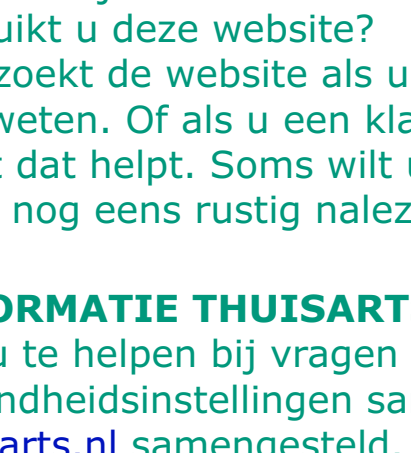 uikt u deze website?
zoekt de website als u
weten. Of als u een kla
t dat helpt. Soms wilt u
nog eens rustig nalez
ORMATIE THUISART
u te helpen bij vragen
ndheidsinstellingen sa
arts.nl samengesteld.